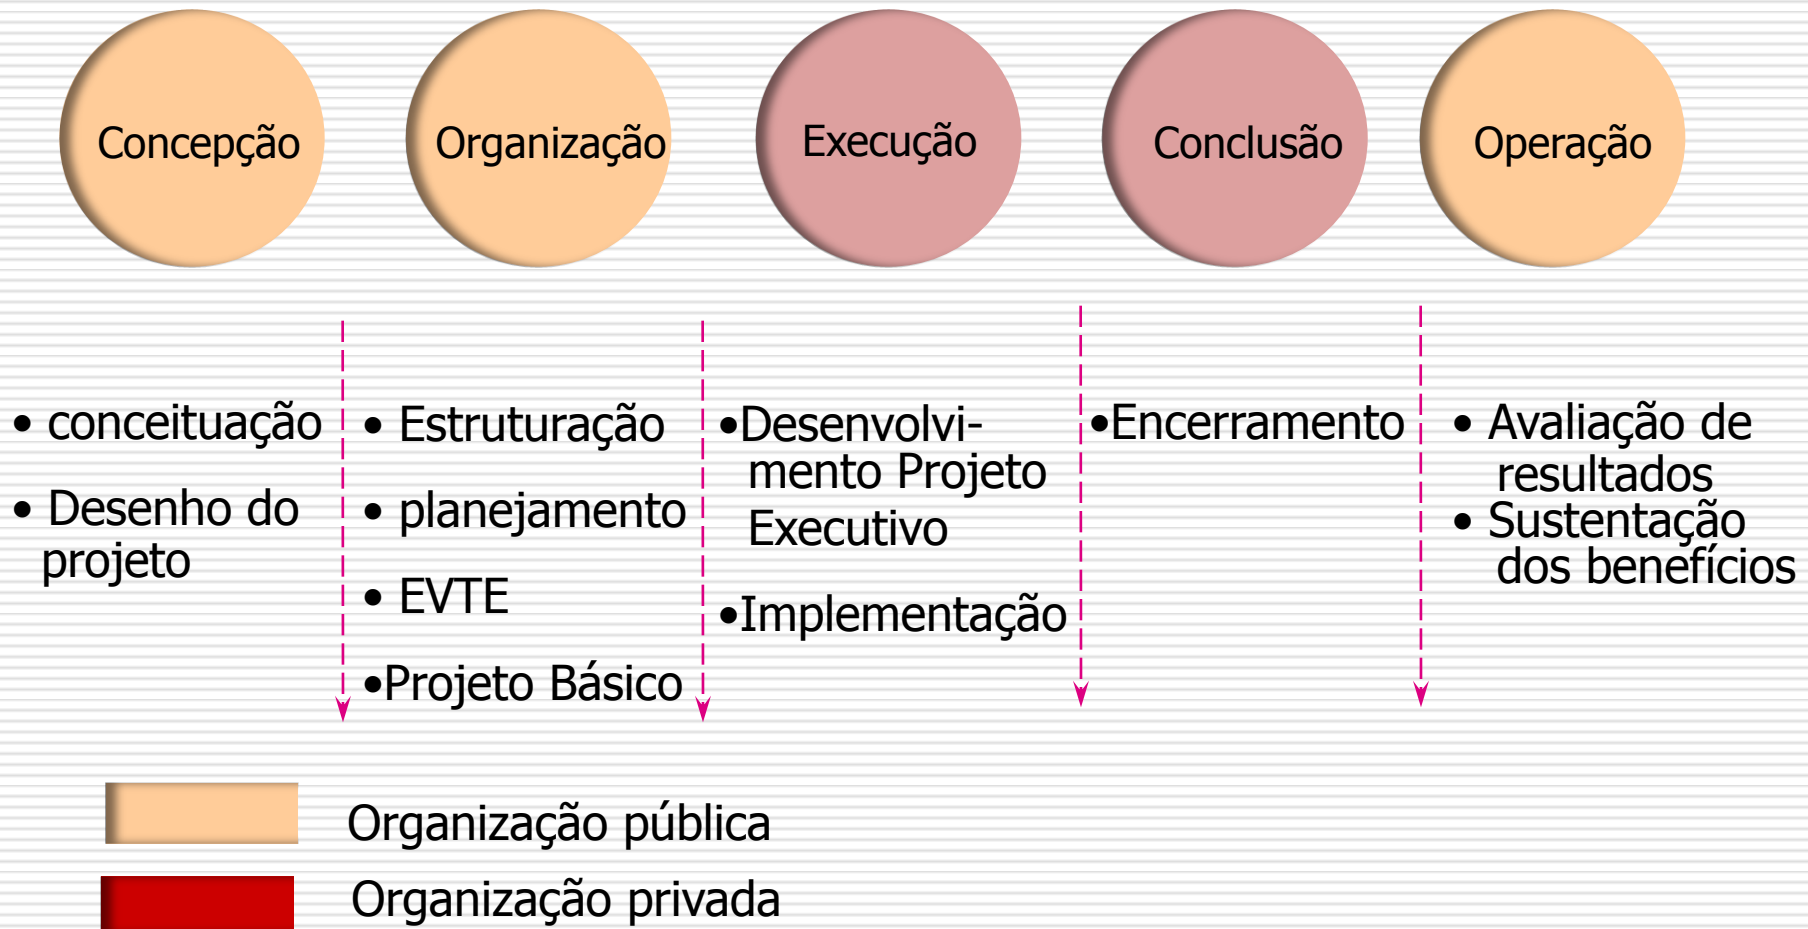 Concepção
Organização
Execução
Conclusão
Operação
• conceituação
• Desenho do
projeto
• Estruturação
• planejamento
• EVTE
•Projeto Básico
•Desenvolvi-
mento Projeto
Executivo
•Implementação
•Encerramento
• Avaliação de
resultados
• Sustentação
dos benefícios
Organização pública
Organização privada